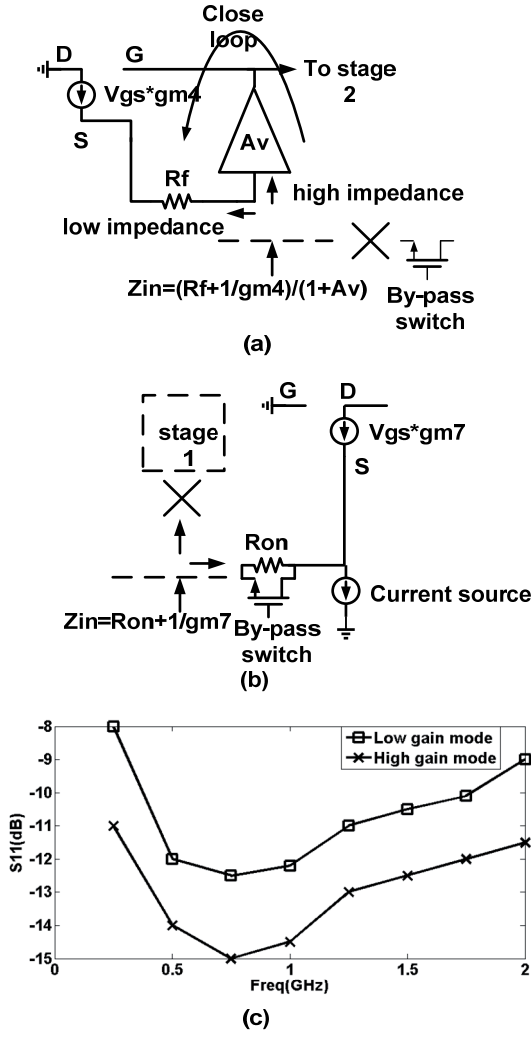 Close
loop
D
G
To stage
2
Vgs*gm4
S
Av
Rf
high impedance
low impedance
Zin=(Rf+1/gm4)/(1+Av)
By-pass
switch
(a)
G
D
stage
1
Vgs*gm7
S
Ron
Current source
Zin=Ron+1/gm7
By-pass
switch
(b)
-8
-9
-10
-11
-12
-13
-14
-15
S11(dB)
Low gain mode
High gain mode
0
0.5
1
1.5
2
Freq(GHz)
(c)